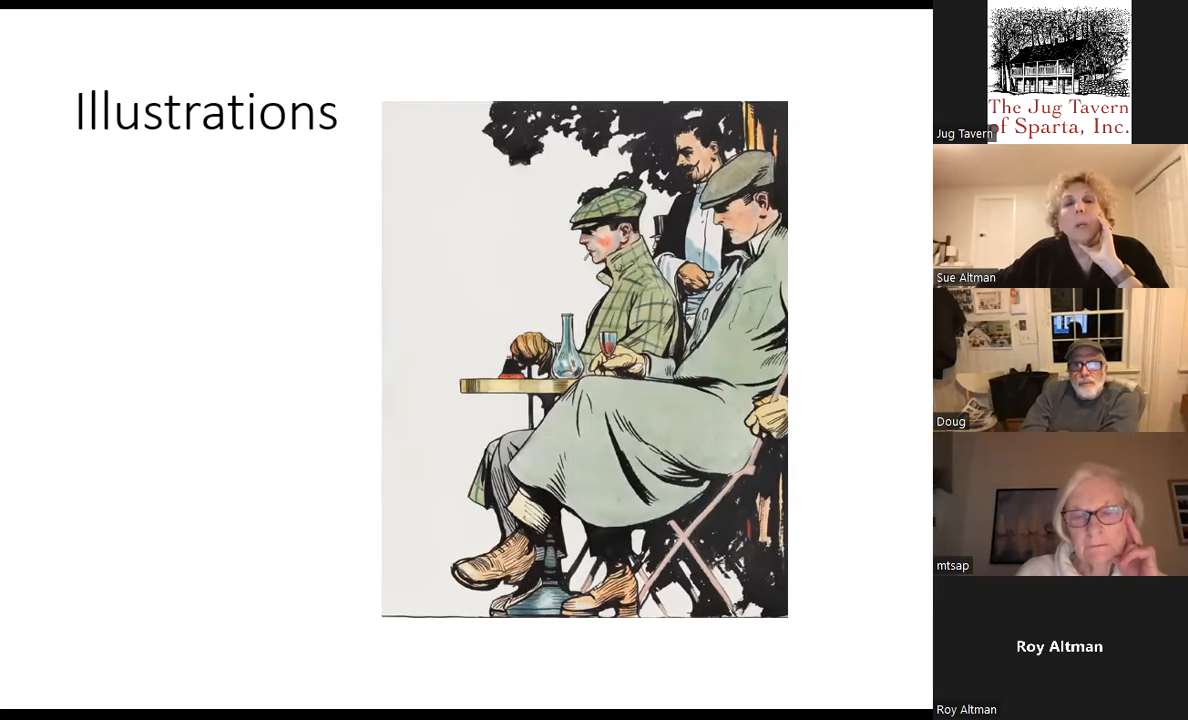 Illustrations
The Jug Tavern
of Sparta, Inc.
Jug Tavern
Sue Altman
Doug
mtsap
Roy Altman
Roy Altman